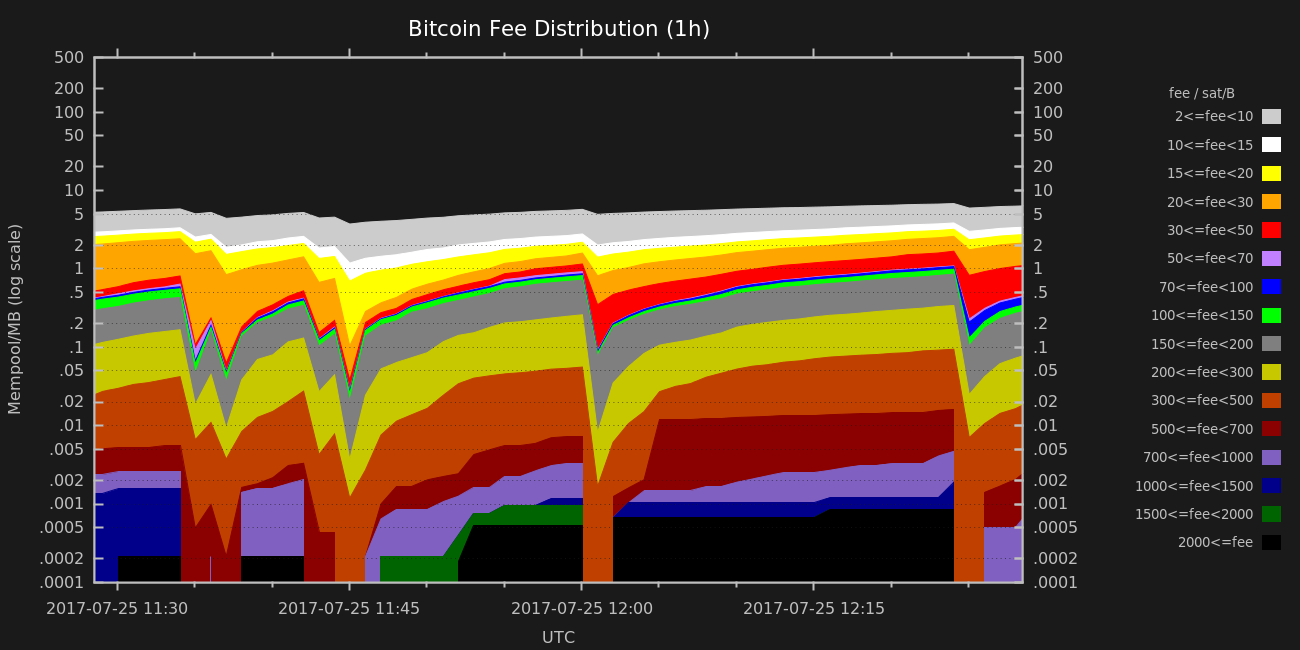 Bitcoin Fee Distribution (1h)
500 500
200 200
100 100
50 50
20 20
10 10
5 5
2 2
1 1
.5 .5
.2 .2
.1 .1
.05 .05
.02 .02
.01 .01
.005 .005
.002 .002
.001 .001
.0005 .0005
.0002 .0002
.0001 .0001
Mempool/MB (log scale)
2017-07-25 11:30 2017-07-25 11:45 2017-07-25 12:00 2017-07-25 12:15
UTC
fee / sat/B
2<=fee<10
10<=fee<15
15<=fee<20
20<=fee<30
30<=fee<50
50<=fee<70
70<=fee<100
100<=fee<150
150<=fee<200
200<=fee<300
300<=fee<500
500<=fee<700
700<=fee<1000
1000<=fee<1500
1500<=fee<2000
2000<=fee